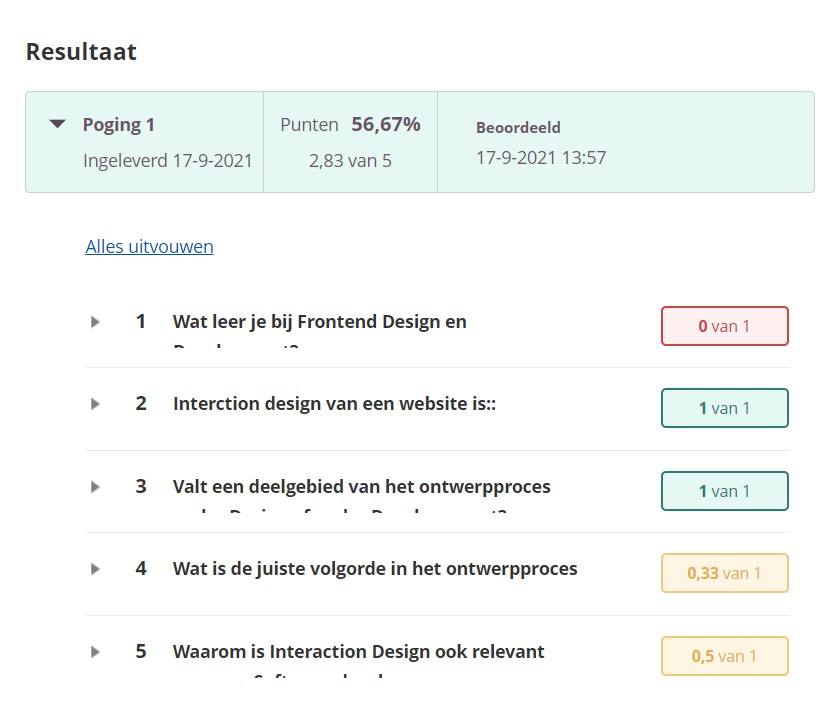 Resultaat
Poging 1
Ingeleverd 17-9-2021
Punten 56,67%
2,83 van 5
Beoordeeld
17-9-2021 13:57
Alles uitvouwen
1 Wat leer je bij Frontend Design en
0 van 1
2 Interction design van een website is::
1 van 1
3 Valt een deelgebied van het ontwerpproces
1 van 1
4 Wat is de juiste volgorde in het ontwerpproces
0,33 van 1
5 Waarom is Interaction Design ook relevant
0,5 van 1